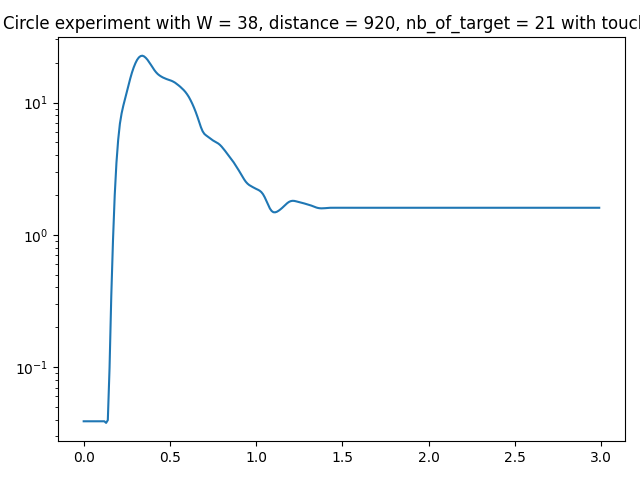 Circle experiment with W = 38, distance = 920, nb_of_target = 21 with
10¹
10⁰
10⁻¹
0.0 0.5 1.0 1.5 2.0 2.5 3.0